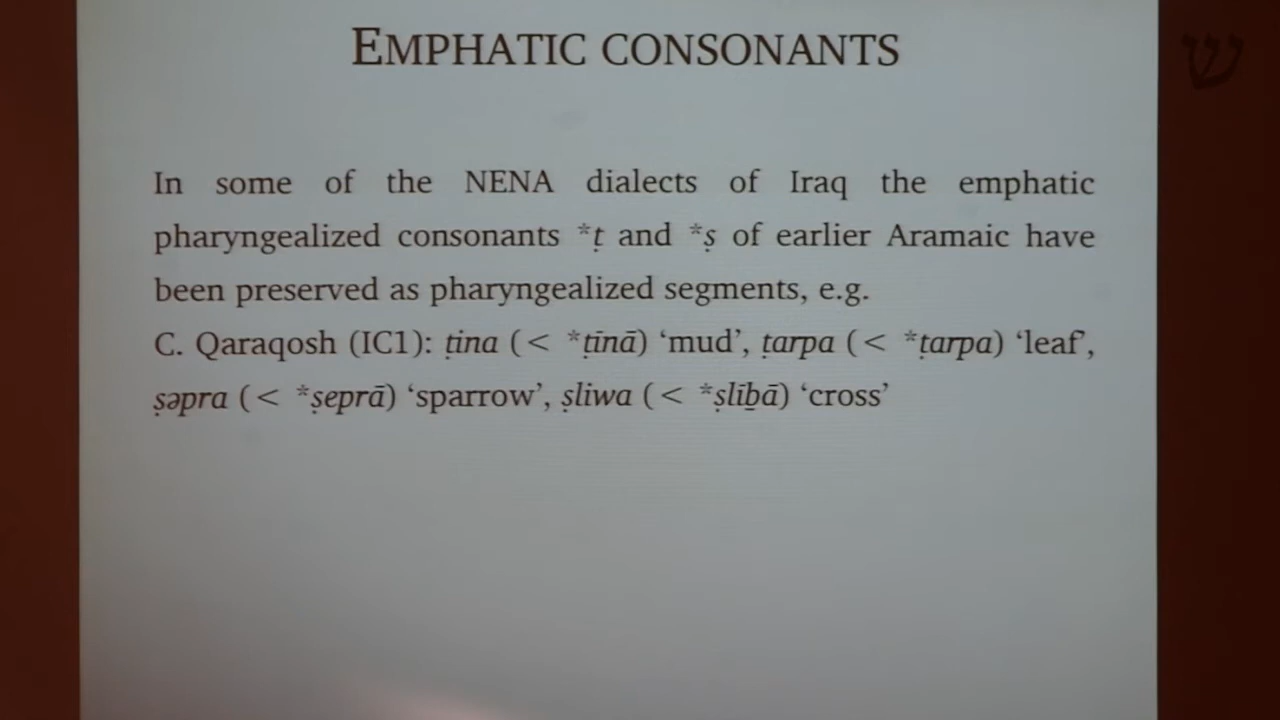 EMPHATIC CONSONANTS
ש
In some of the NENA dialects of Iraq the emphatic
pharyngealized consonants *ṭ and *ṣ of earlier Aramaic have
been preserved as pharyngealized segments, e.g.
C. Qaraqosh (IC1): ṭina (< *ṭīnā) ‘mud’, ṭarpa (< *ṭarpa) ‘leaf’,
ṣəpra (< *ṣeprā) ‘sparrow’, ṣliwa (< *ṣlīḇā) ‘cross’